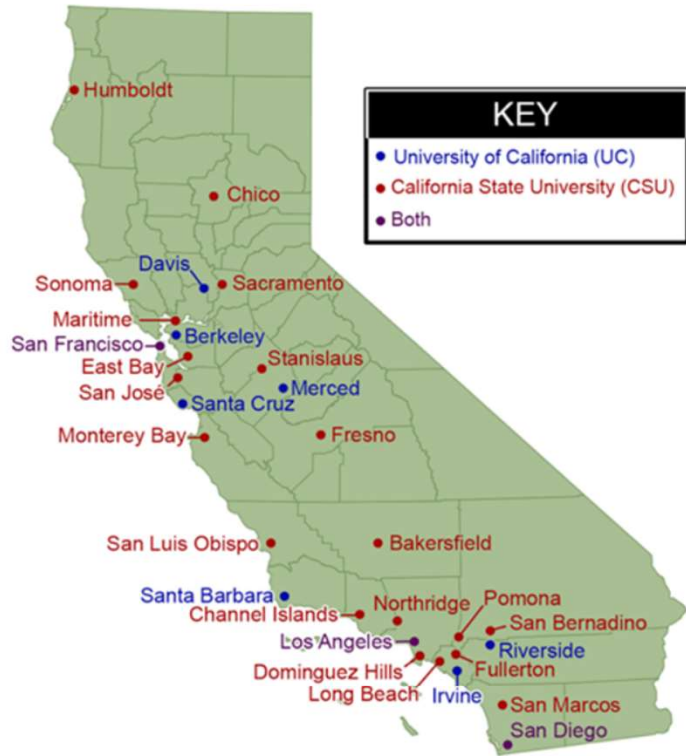 Humboldt
KEY
University of California (UC)
California State University (CSU)
Both
Chico
Davis
Sonoma
Sacramento
Maritime
Berkeley
San Francisco
East Bay
Stanislaus
San José
Merced
Santa Cruz
Monterey Bay
Fresno
San Luis Obispo
Bakersfield
Santa Barbara
Channel Islands
Northridge
Pomona
San Bernadino
Los Angeles
Riverside
Dominguez Hills
Fullerton
Long Beach
Irvine
San Marcos
San Diego